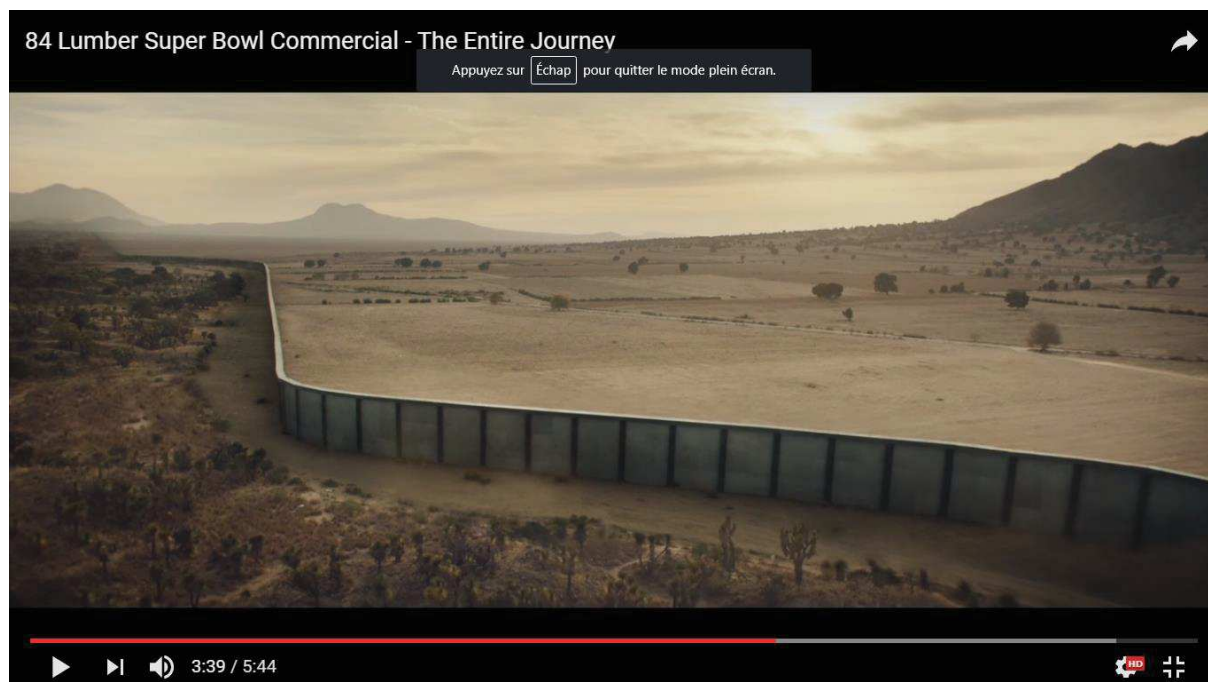 84 Lumber Super Bowl Commercial - The Entire Journey
Appuyez sur Échap pour quitter le mode plein écran.
3:39 / 5:44
HD